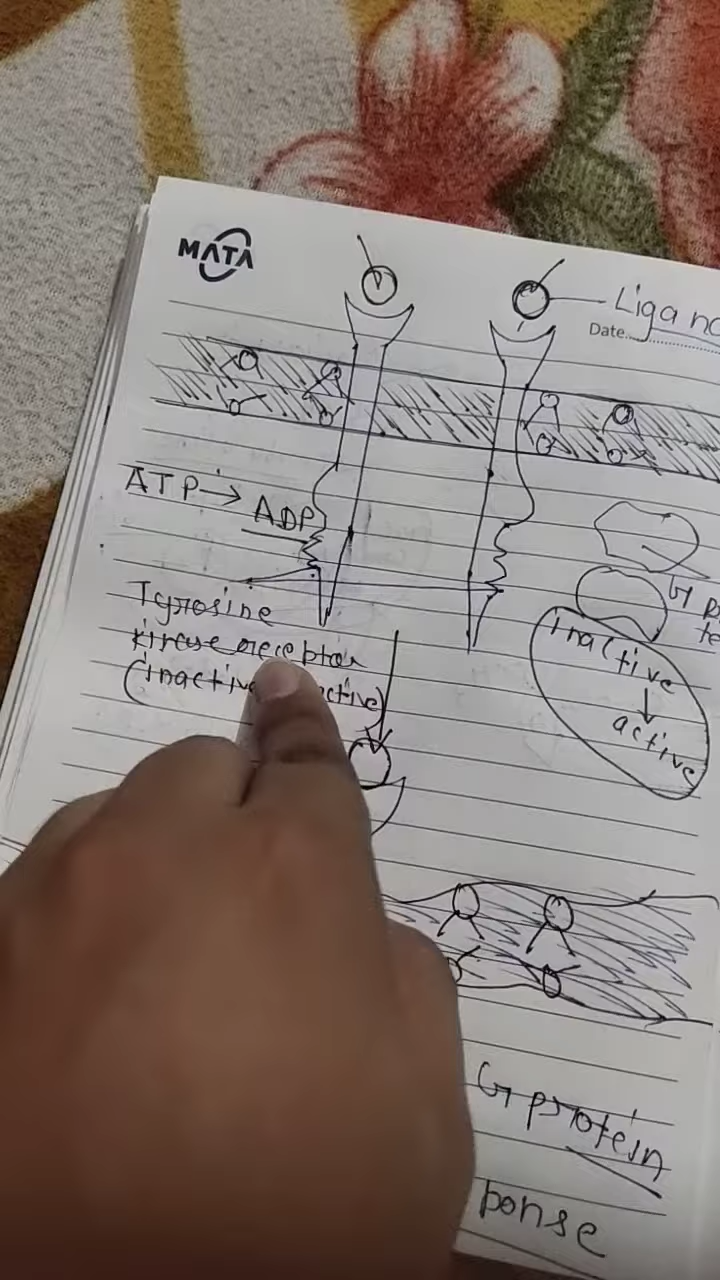 MATA
Ligand
Date
ATP → ADP
Tyrosine
kinase receptor
(inactive active)
G
inactive
↓
active
G protein
ponse